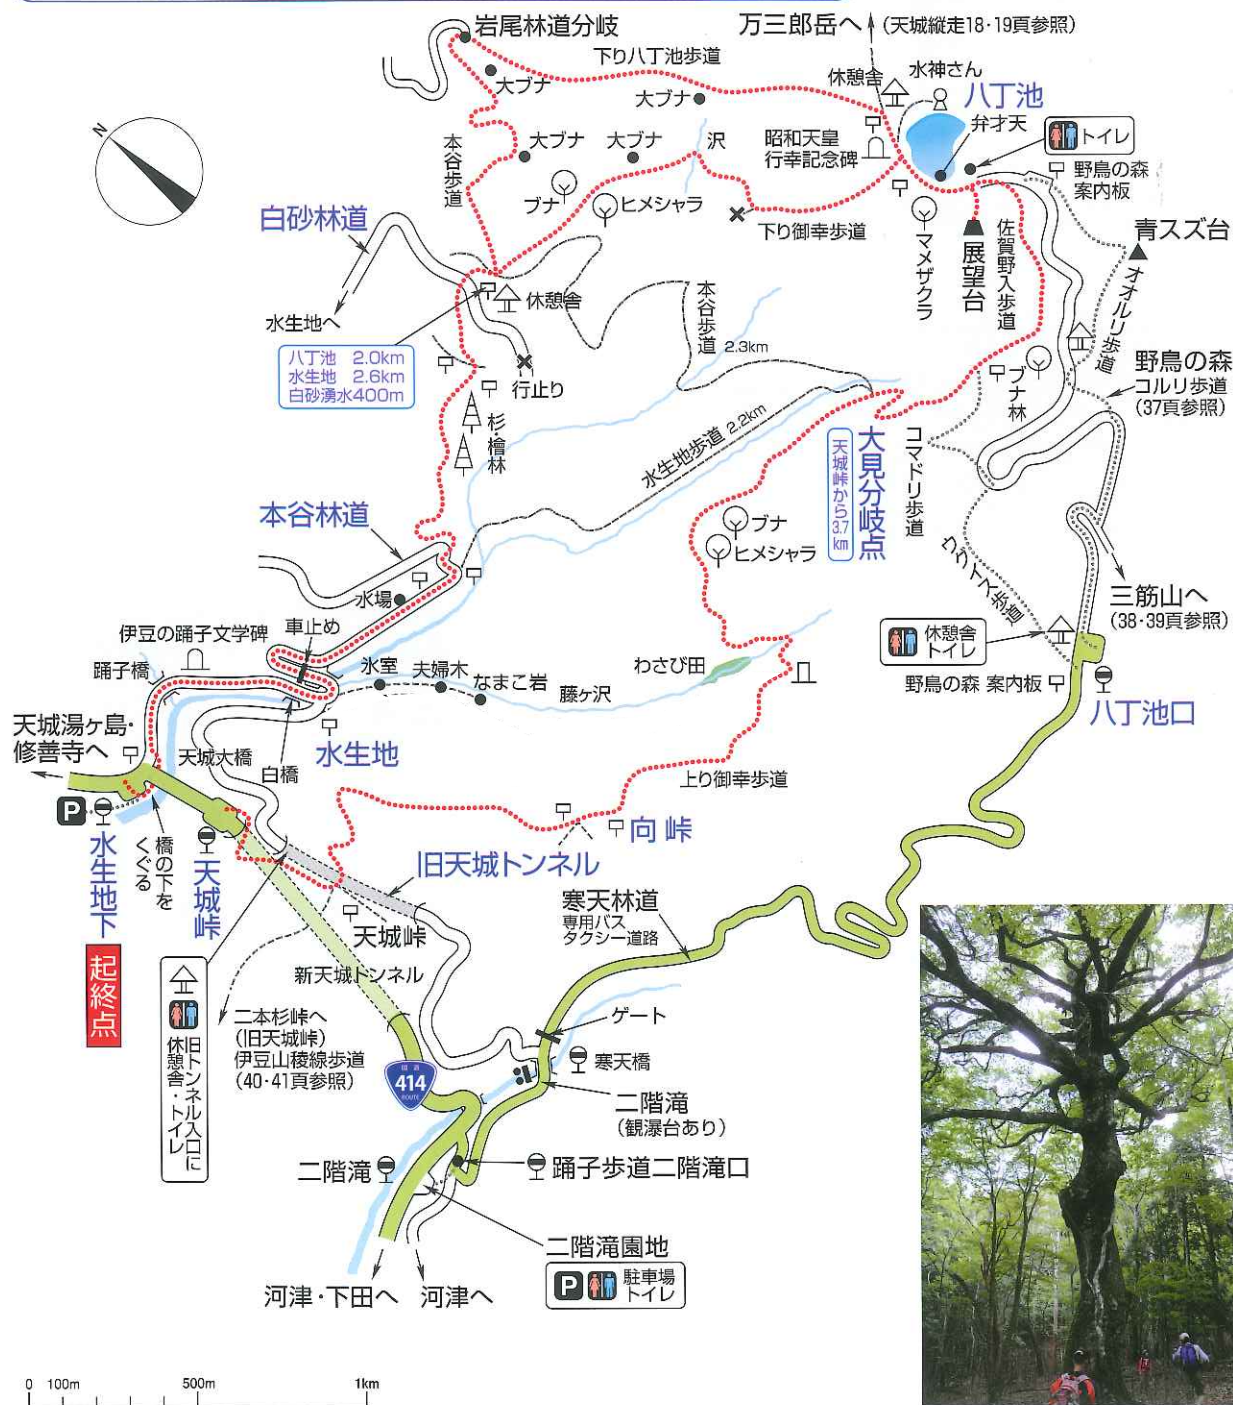 岩尾林道分岐
万三郎岳へ
(天城縦走18・19頁参照)
下り八丁池歩道
休憩舎
水神さん
八丁池
大ブナ
大ブナ
弁才天
トイレ
N
本谷歩道
大ブナ
大ブナ
沢
昭和天皇
行幸記念碑
野鳥の森
案内板
ブナ
ヒメシャラ
白砂林道
下り御幸歩道
マメザクラ
展望台
佐賀野入歩道
青スズ台
オオルリ歩道
休憩舎
本谷歩道
2.3km
水生地へ
八丁池 2.0km
水生地 2.6km
白砂湧水400m
行止り
ブナ林
野鳥の森
コルリ歩道
(37頁参照)
杉・檜林
水生地歩道 2.2km
大見分岐点
天城峠から3.7km
コマドリ歩道
本谷林道
ブナ
ヒメシャラ
ウグイス歩道
水場
三筋山へ
(38・39頁参照)
伊豆の踊子文学碑
車止め
休憩舎
トイレ
踊子橋
氷室
夫婦木
なまこ岩
わさび田
野鳥の森 案内板
藤ヶ沢
八丁池口
天城湯ヶ島・
修善寺へ
天城大橋
白橋
水生地
上り御幸歩道
P
水生地下
橋の下を
くぐる
天城峠
向峠
旧天城トンネル
起終点
寒天林道
専用バス
タクシー道路
天城峠
新天城トンネル
旧トンネル入口に
休憩舎・トイレ
二本杉峠へ
(旧天城峠)
伊豆山稜線歩道
(40・41頁参照)
ゲート
国道
414
ROUTE
寒天橋
二階滝
(観瀑台あり)
二階滝
踊子歩道二階滝口
二階滝園地
P
駐車場
トイレ
河津・下田へ
河津へ
0 100m 500m 1km